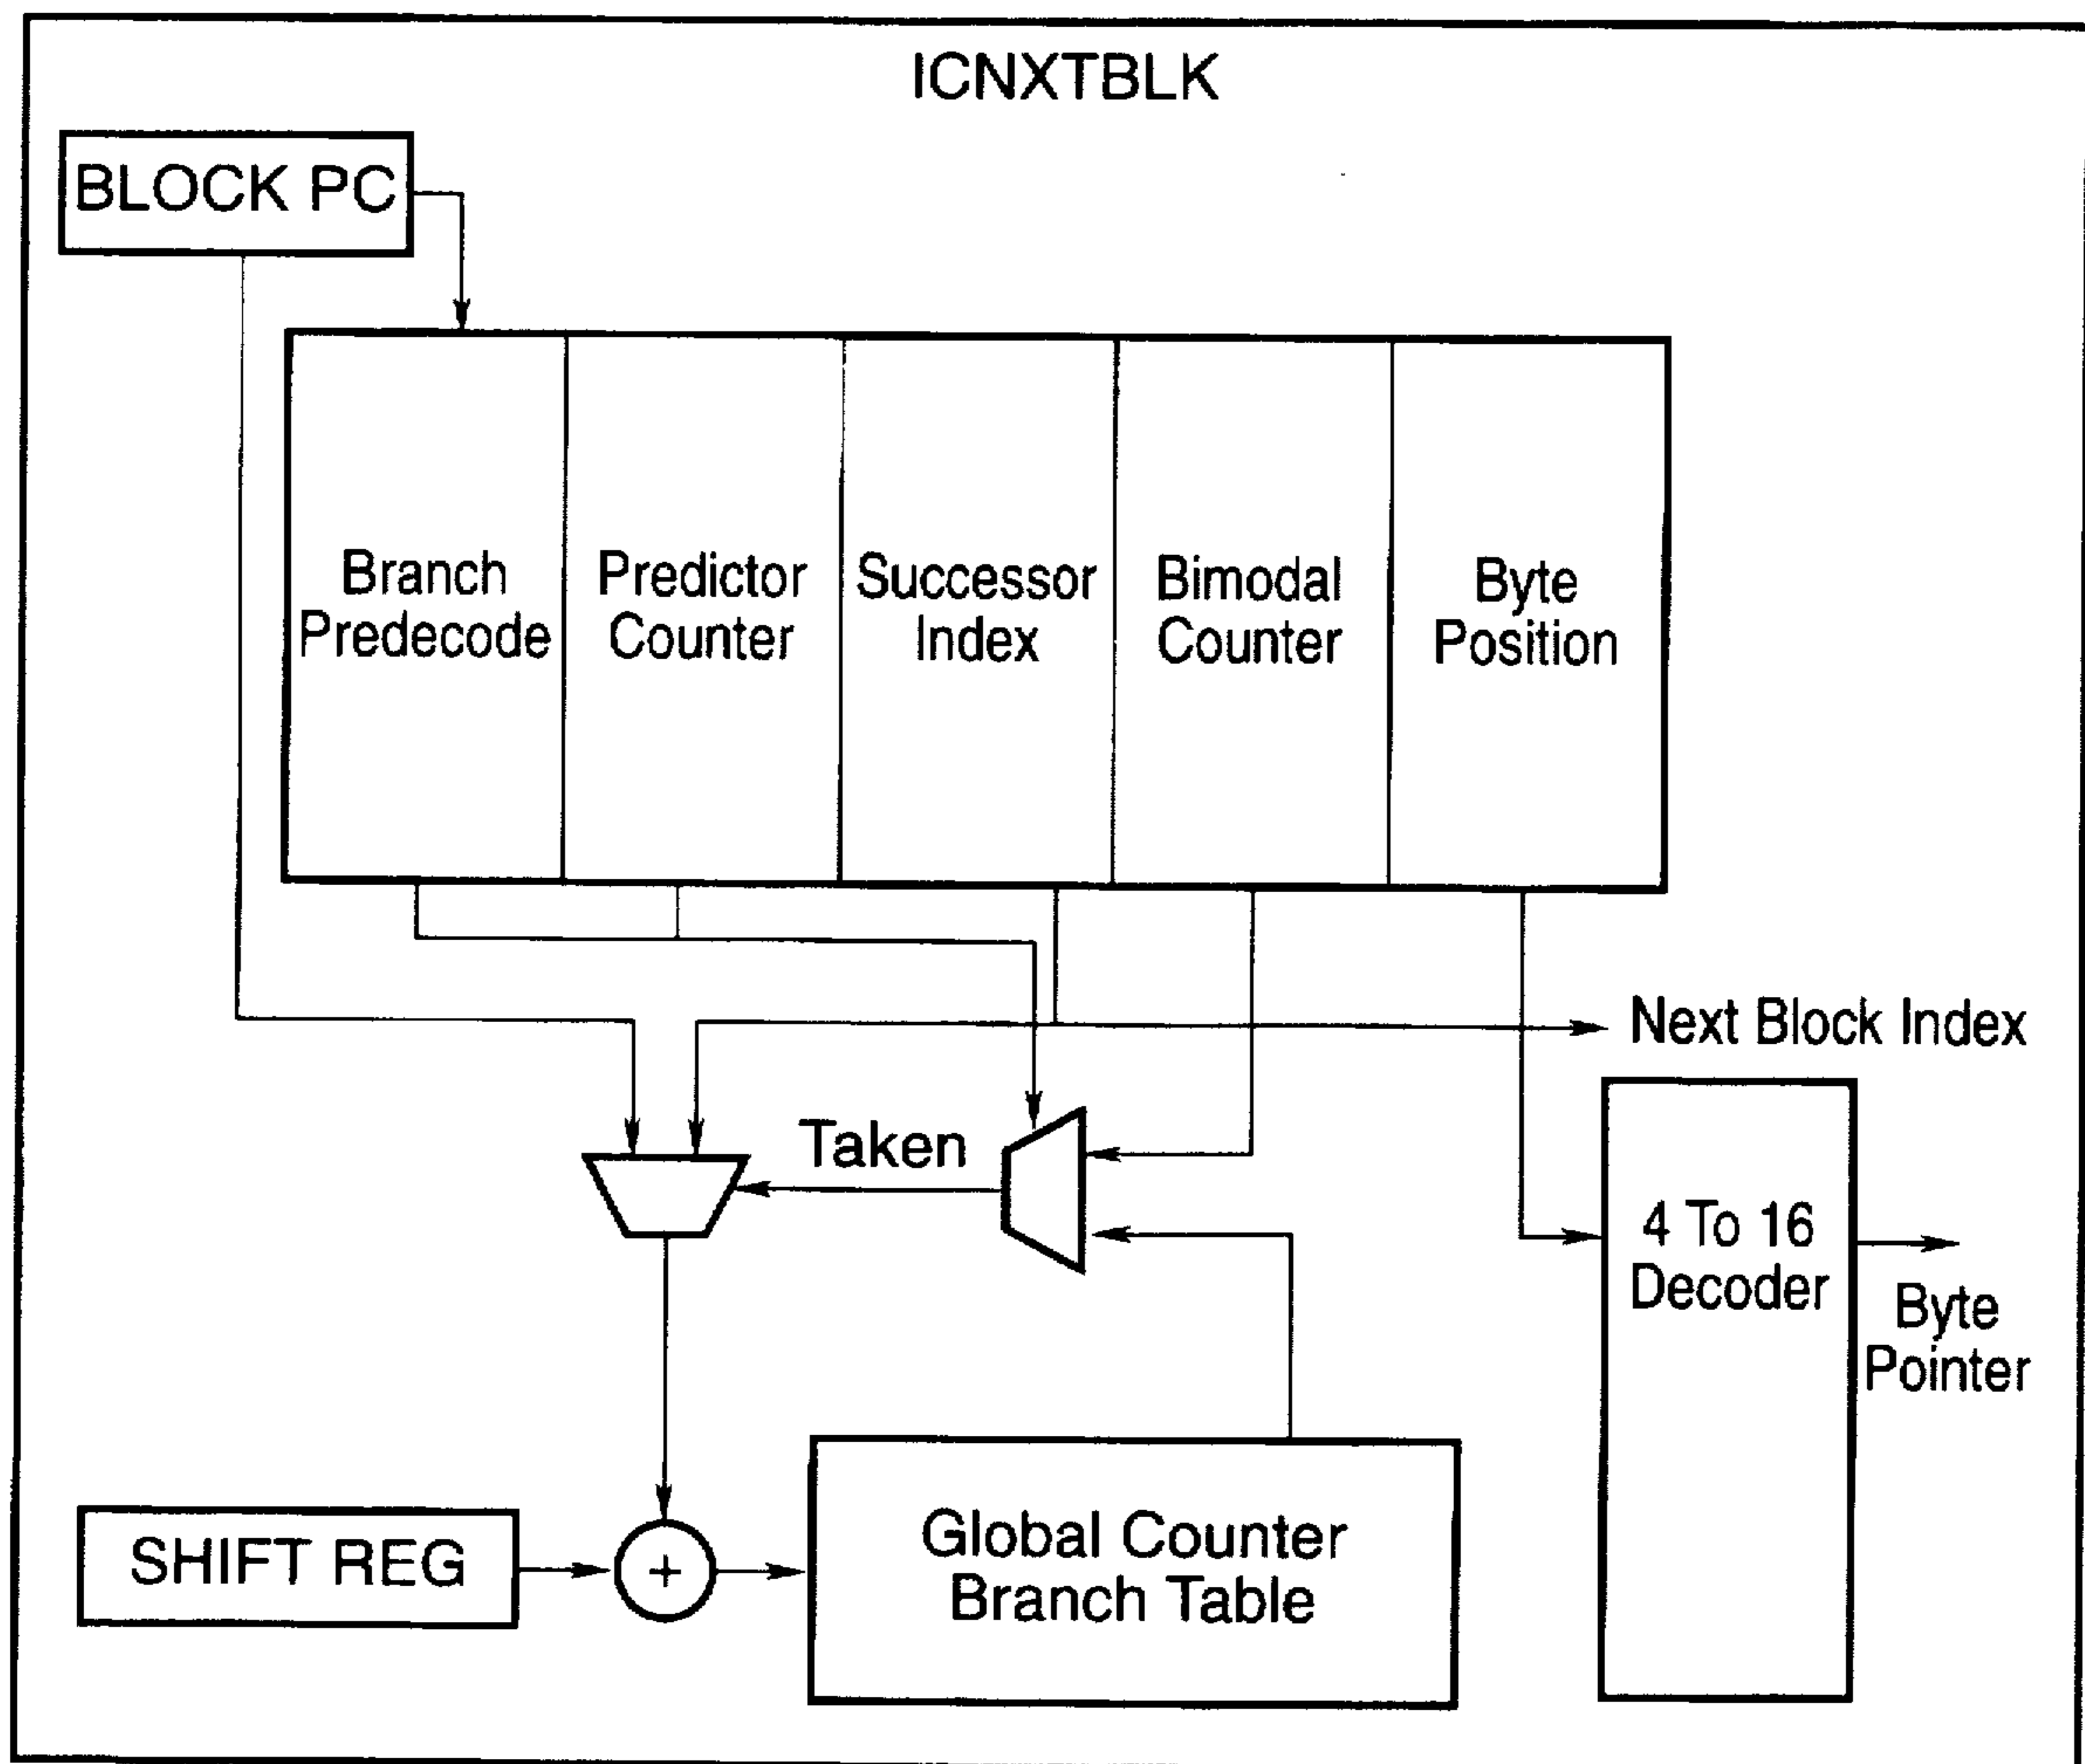 ICNXTBLK
BLOCK PC
Branch
Predecode
Predictor
Counter
Successor
Index
Bimodal
Counter
Byte
Position
Next Block Index
Taken
4 To 16
Decoder
Byte
Pointer
SHIFT REG
+
Global Counter
Branch Table